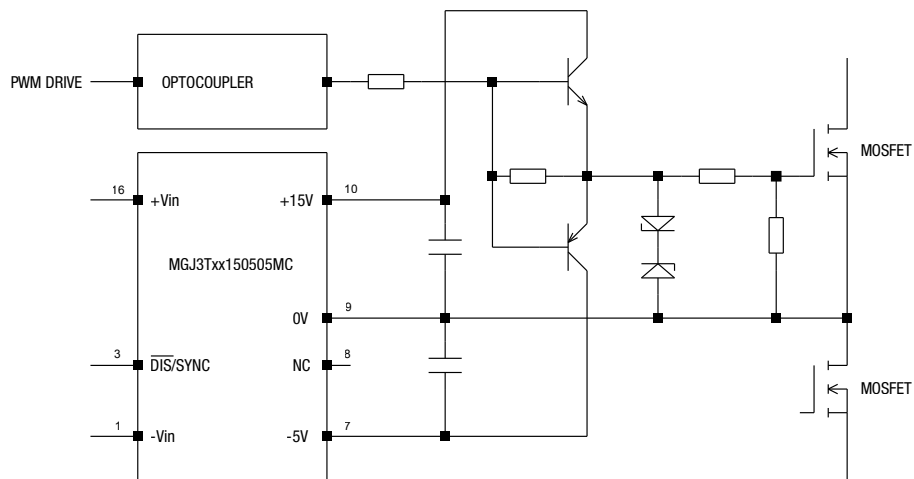 PWM DRIVE
OPTOCOUPLER
MOSFET
16
+Vin
+15V
10
MGJ3Txx150505MC
0V
9
3
DIS/SYNC
NC
8
MOSFET
1
-Vin
-5V
7